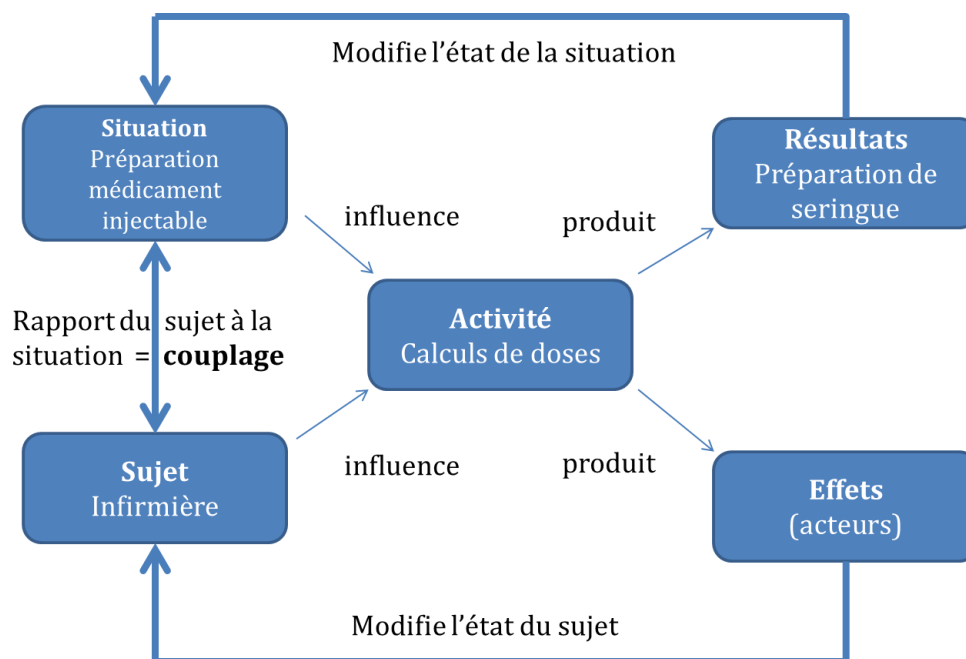 Modifie l’état de la situation
Situation
Préparation
médicament
injectable
Résultats
Préparation de
seringue
influence
produit
Rapport du sujet à la
situation = couplage
Activité
Calculs de doses
Sujet
Infirmière
influence
produit
Effets
(acteurs)
Modifie l’état du sujet